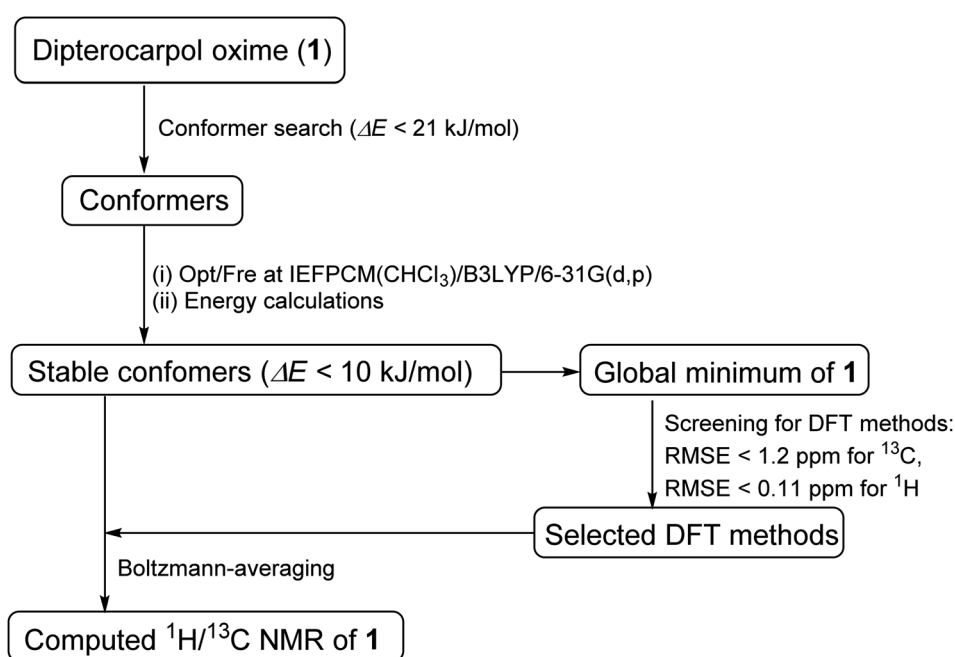 Dipterocarpol oxime (1)
Conformer search (ΔE < 21 kJ/mol)
Conformers
(i) Opt/Fre at IEFPCM(CHCl₃)/B3LYP/6-31G(d,p)
(ii) Energy calculations
Stable confomers (ΔE < 10 kJ/mol)
Global minimum of 1
Screening for DFT methods:
RMSE < 1.2 ppm for ¹³C,
RMSE < 0.11 ppm for ¹H
Selected DFT methods
Boltzmann-averaging
Computed ¹H/¹³C NMR of 1